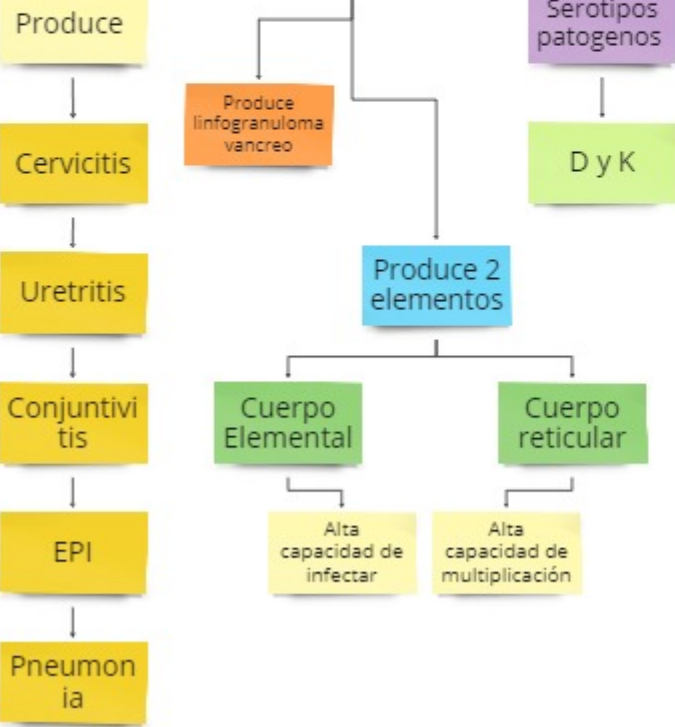 Produce
Cervicitis
Uretritis
Conjuntivi
tis
EPI
Pneumon
ia
Produce
linfogranuloma
vancreo
Produce 2
elementos
Cuerpo
Elemental
Alta
capacidad de
infectar
Cuerpo
reticular
Alta
capacidad de
multiplicación
Serotipos
patogenos
D y K